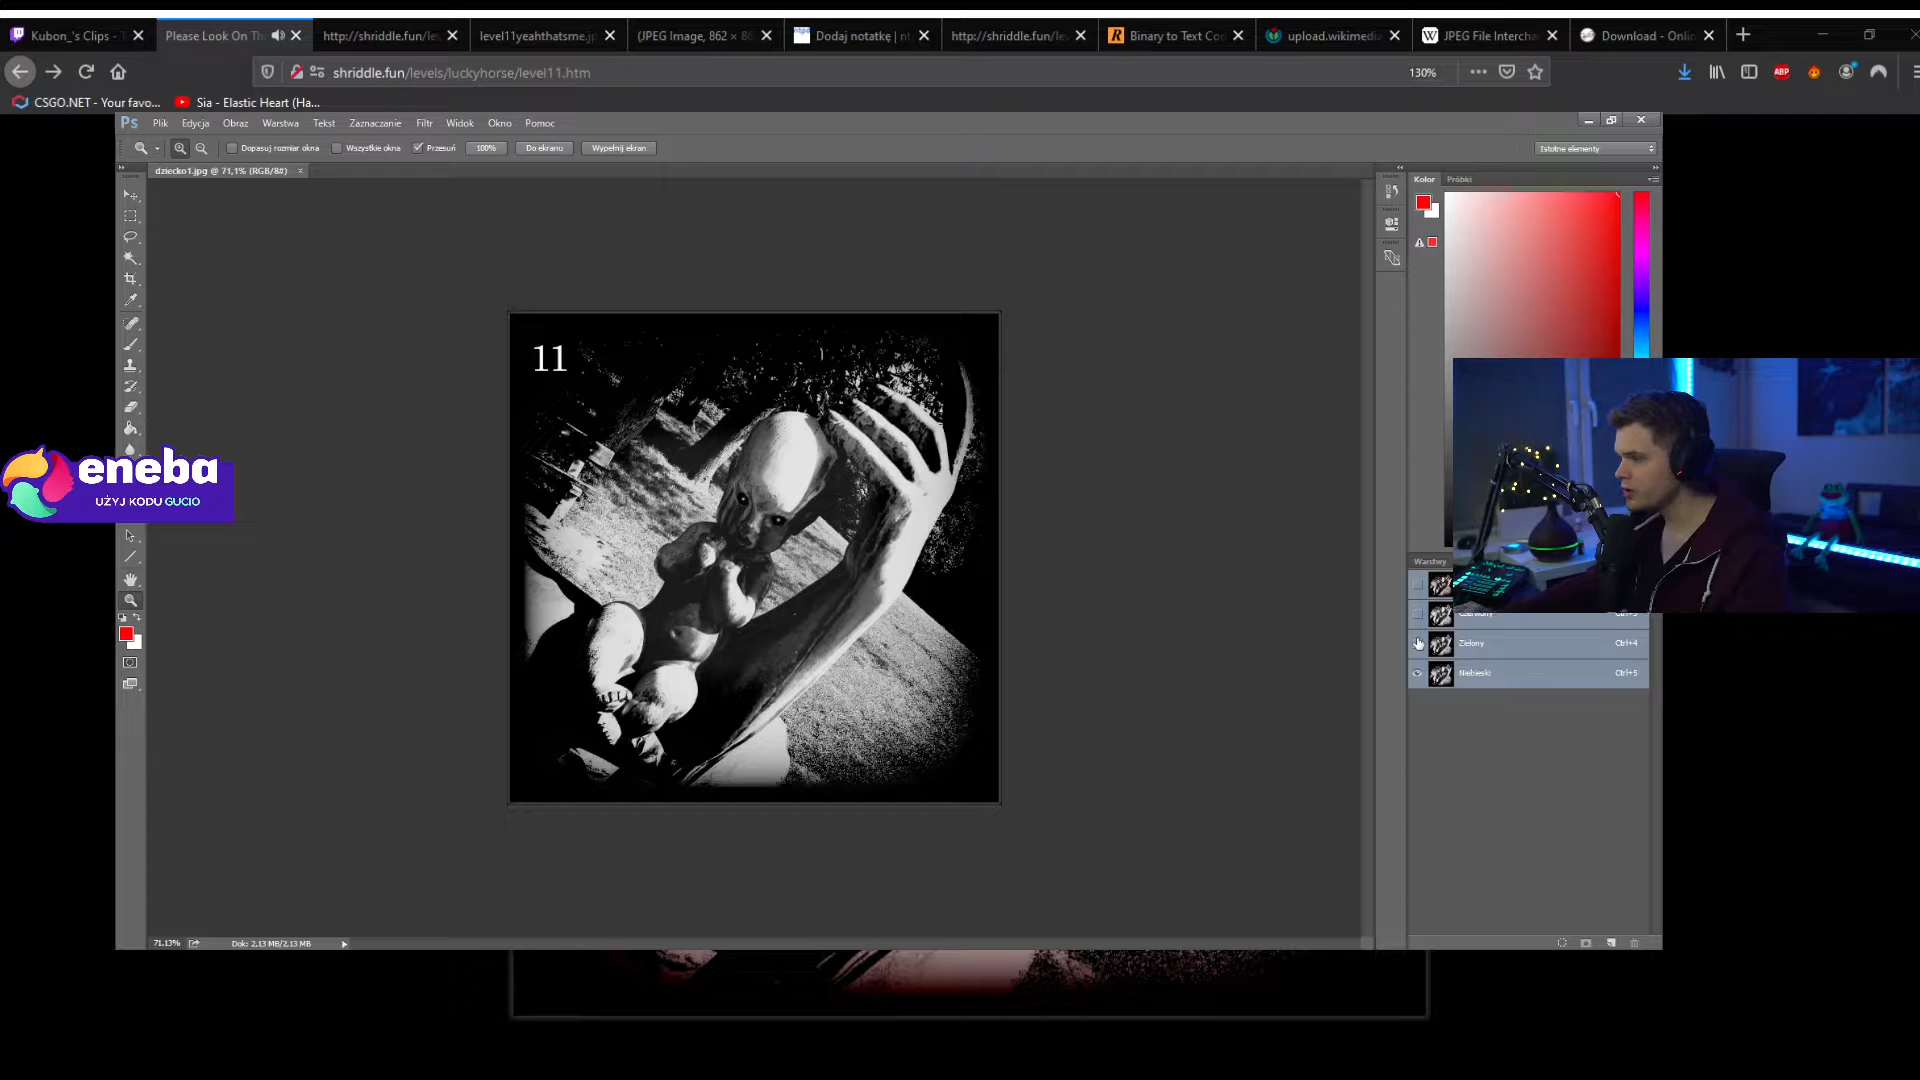 Kubon_'s Clips - T
Please Look On Th
http://shriddle.fun/le
level11yeahthatsme.j
(JPEG Image, 862 × 86
Dodaj notatkę | n
http://shriddle.fun/le
Binary to Text Co
upload.wikimedia
JPEG File Intercha
Download - Onlin
shriddle.fun/levels/luckyhorse/level11.htm
130%
ABP
CSGO.NET - Your favo...
Sia - Elastic Heart (Ha...
Ps
Plik
Edycja
Obraz
Warstwa
Tekst
Zaznaczanie
Filtr
Widok
Okno
Pomoc
Dopasuj rozmiar okna
Wszystkie okna
Przesuń
100%
Do ekranu
Wypełnij ekran
Istotne elementy
dziecko1.jpg @ 71,1% (RGB/8#)
Kolor
Próbki
11
eneba
UŻYJ KODU GUCIO
Warstwy
Zielony
Ctrl+4
Niebieski
Ctrl+5
71,13%
Dok: 2,13 MB/2,13 MB